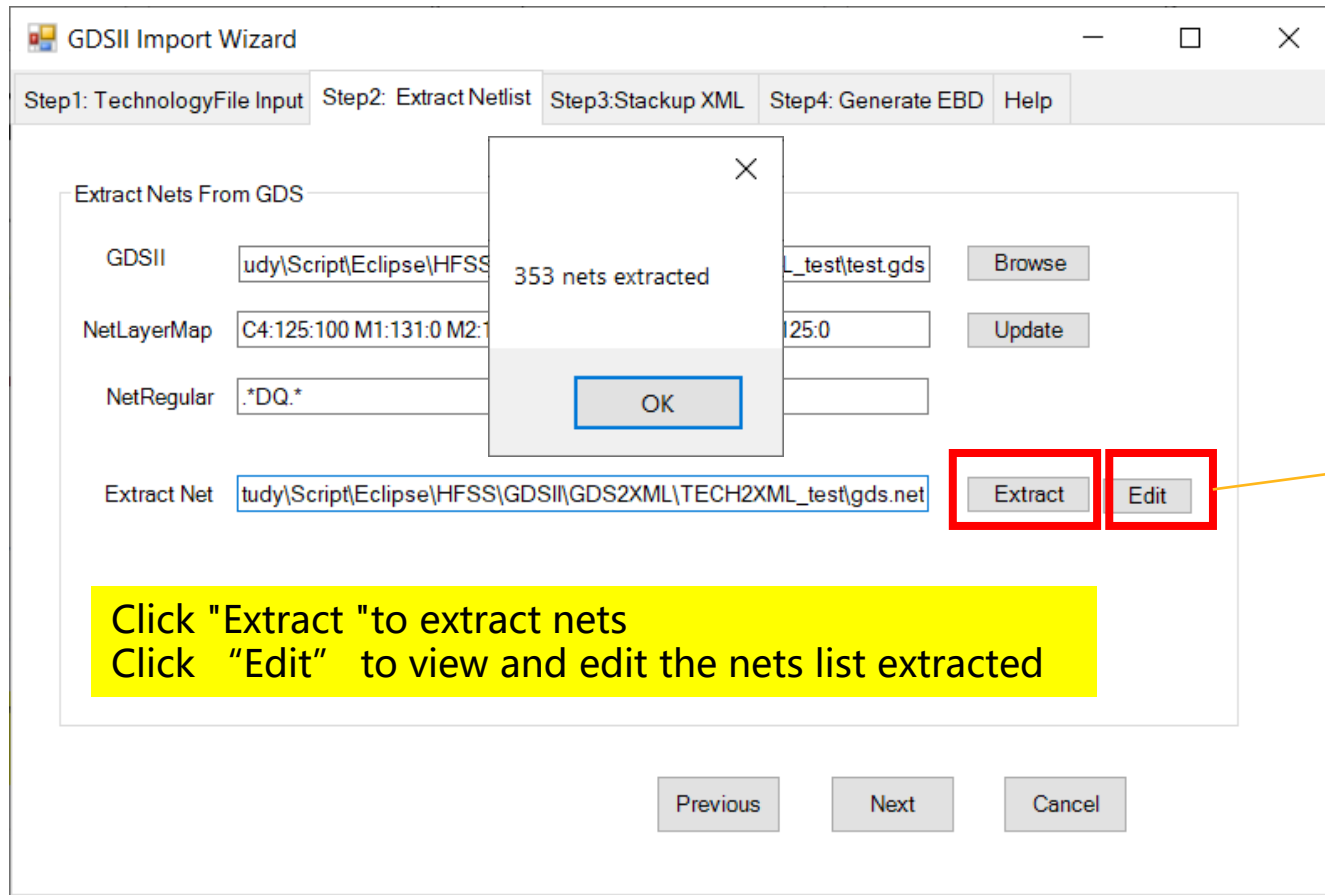 GDSII Import Wizard
Step1: TechnologyFile Input Step2: Extract Netlist Step3:Stackup XML Step4: Generate EBD Help
Extract Nets From GDS
GDSII udy\Script\Eclipse\HFSS L_test\test.gds Browse
353 nets extracted
NetLayerMap C4:125:100 M1:131:0 M2:1 125:0 Update
NetRegular .*DQ.*
OK
Extract Net tudy\Script\Eclipse\HFSS\GDSII\GDS2XML\TECH2XML_test\gds.net Extract Edit
Click "Extract "to extract nets
Click “Edit” to view and edit the nets list extracted
Previous Next Cancel